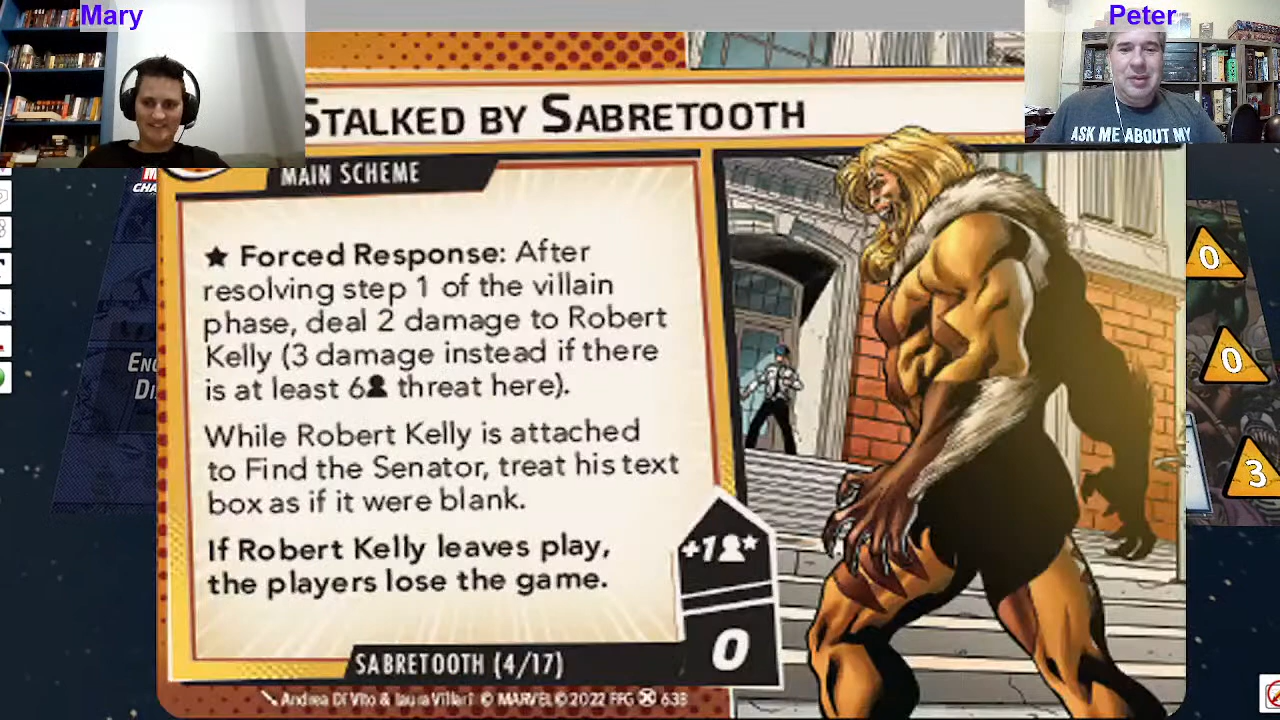 Mary
Peter
ASK ME ABOUT MY
STALKED BY SABRETOOTH
MAIN SCHEME
★ Forced Response: After
resolving step 1 of the villain
phase, deal 2 damage to Robert
Kelly (3 damage instead if there
is at least 6 threat here).
While Robert Kelly is attached
to Find the Senator, treat his text
box as if it were blank.
If Robert Kelly leaves play,
the players lose the game.
+1 ★
0
SABRETOOTH (4/17)
Andrea Di Vito & Laura Villari © MARVEL © 2022 FFG 638
0
0
3